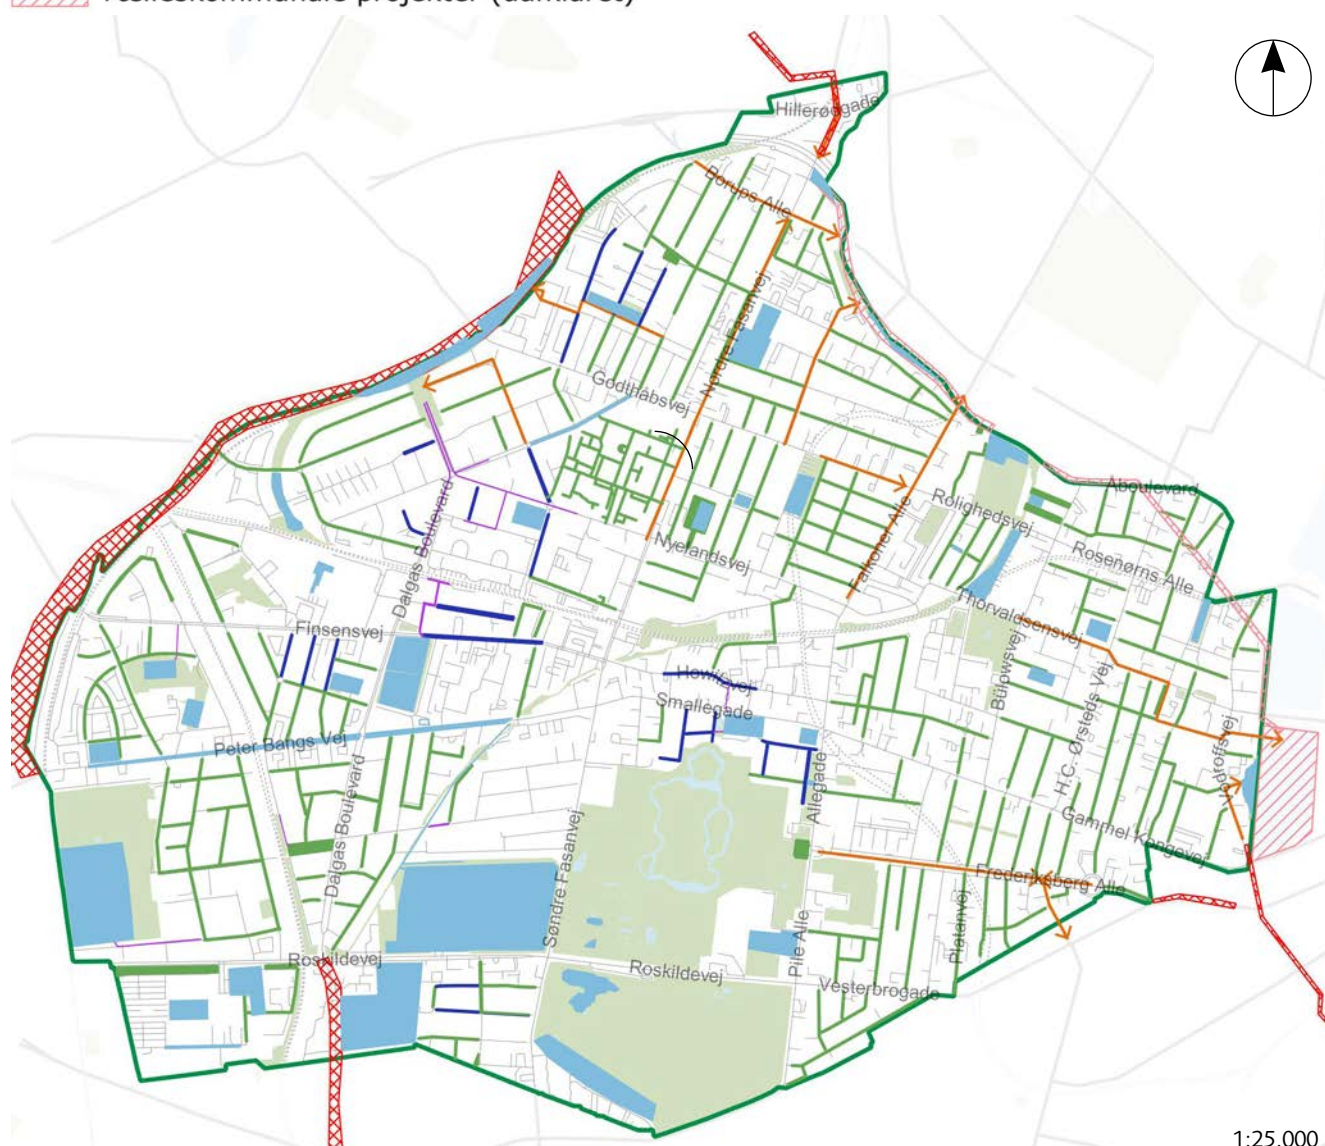 projekter
Hillerødgade
Borups Alle
Nordre Fasanvej
Godthåbsvej
Åboulevard
Rolighedsvej
Dalgas Boulevard
Nyelandsvej
Falkoner Alle
Rosenørns Alle
Thorvaldsensvej
Finsensvej
Howitzvej
Bülowsvej
Smallegade
H.C. Ørsteds Vej
Peter Bangs Vej
Vodroffsvej
Allegade
Dalgas Boulevard
Gammel Kongevej
Søndre Fasanvej
Frederiksberg Alle
Platanvej
Pile Alle
Roskildevej
Roskildevej
Vesterbrogade
1:25.000